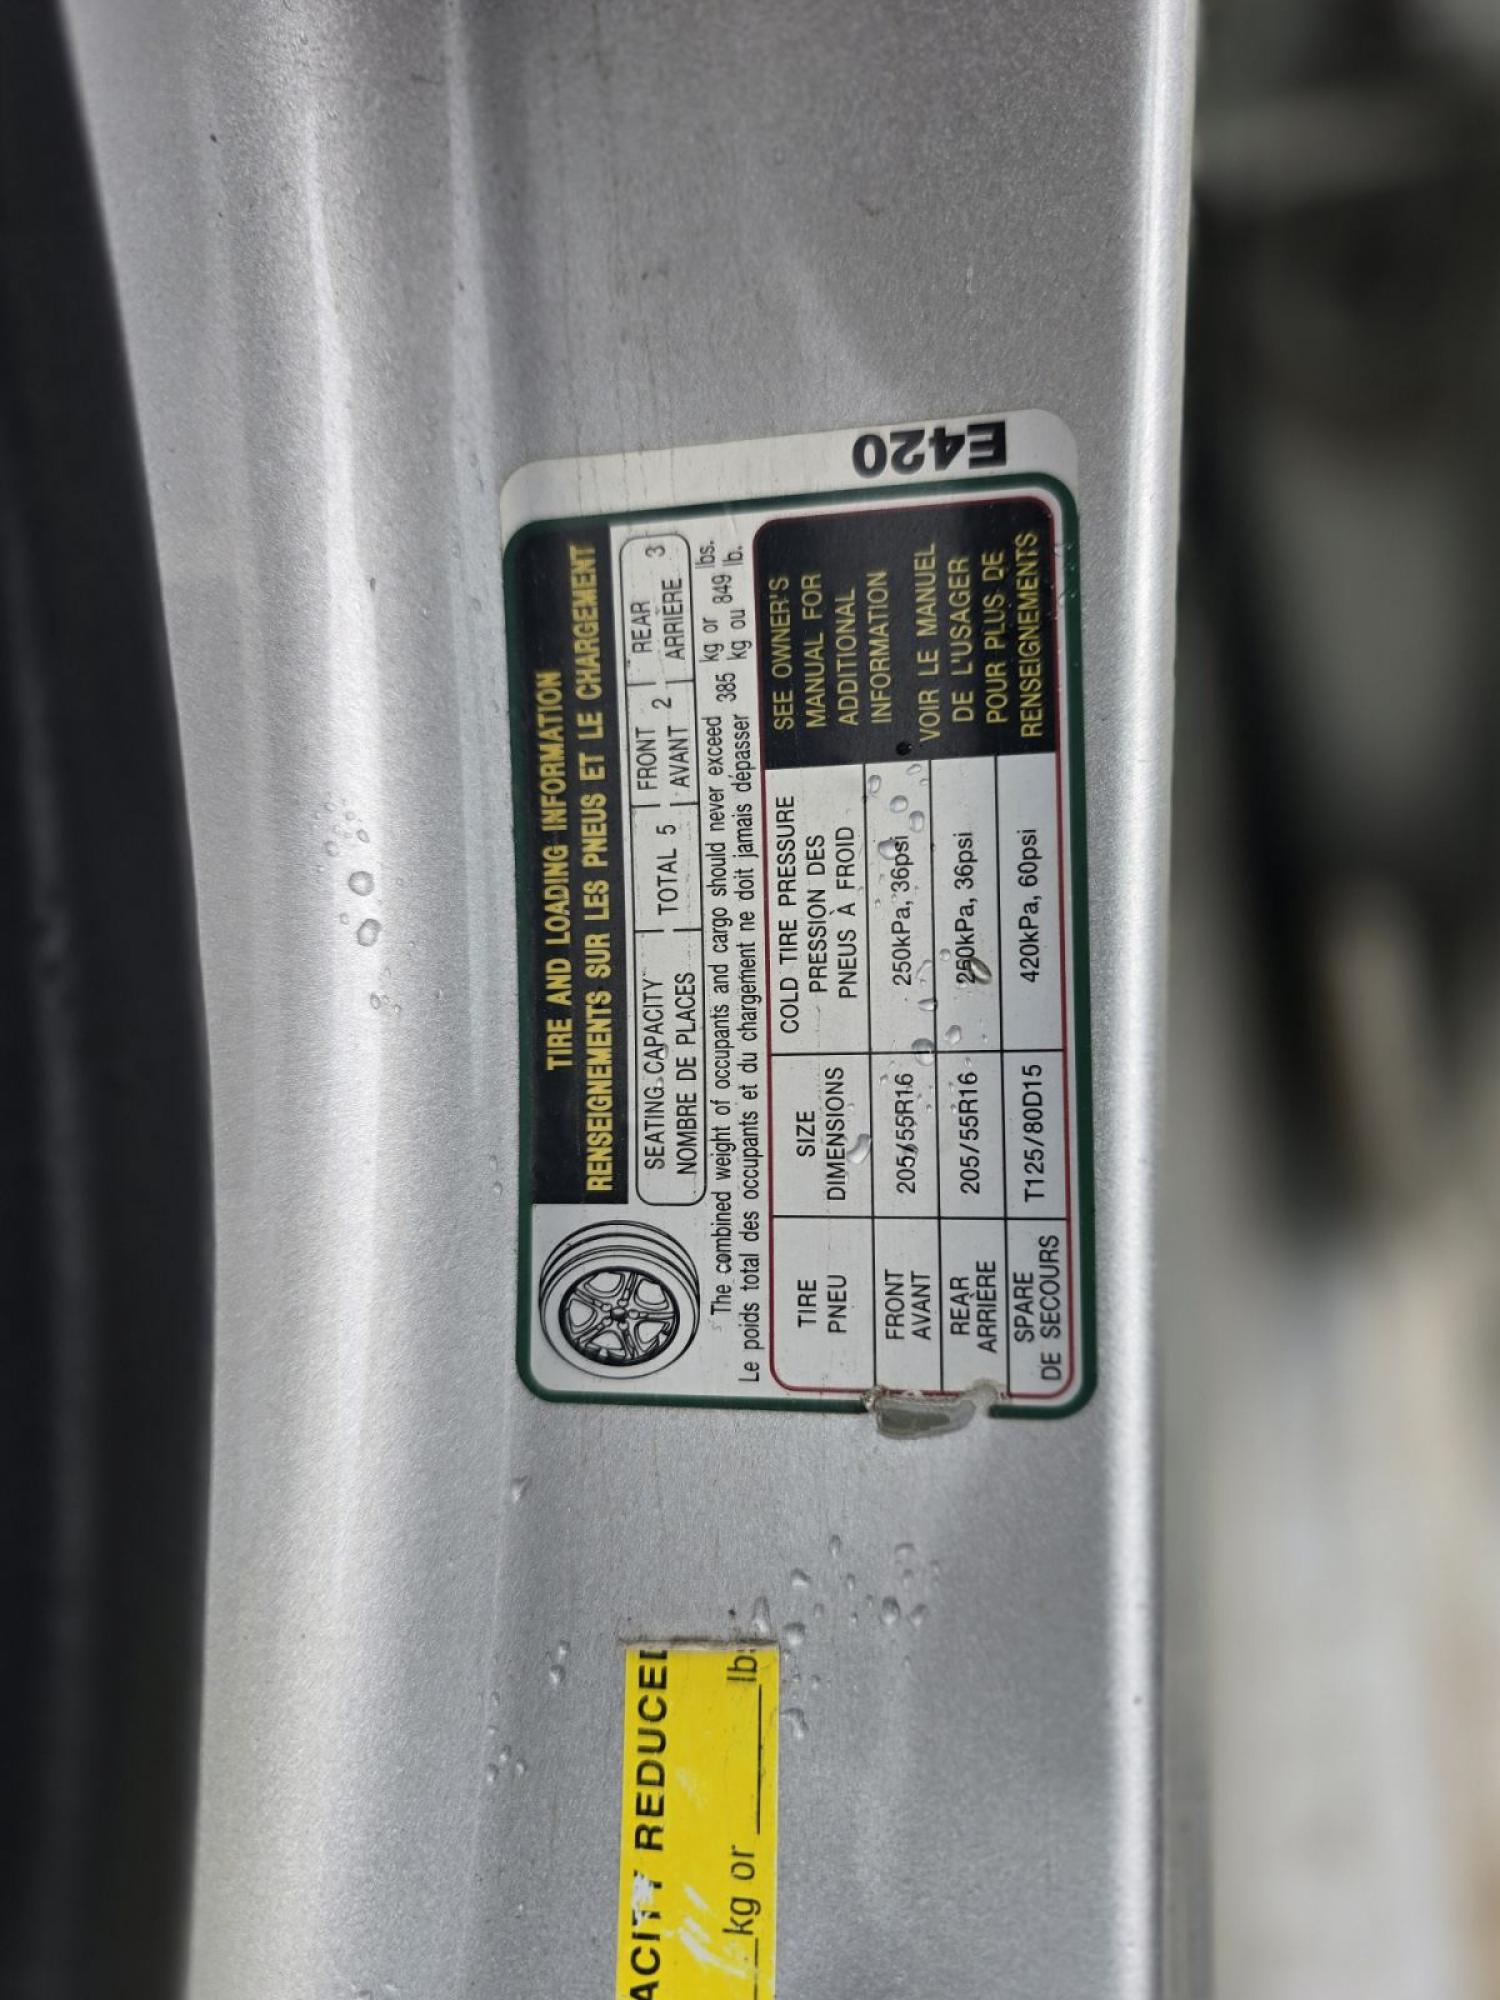 TIRE AND LOADING INFORMATION
RENSEIGNEMENTS SUR LES PNEUS ET LE CHARGEMENT
SEATING CAPACITY TOTAL 5 FRONT 2 REAR 3
NOMBRE DE PLACES AVANT ARRIÈRE
The combined weight of occupants and cargo should never exceed 385 kg or 849 lbs.
Le poids total des occupants et du chargement ne doit jamais dépasser kg ou lb.
TIRE SIZE COLD TIRE PRESSURE
PNEU DIMENSIONS PRESSION DES
PNEUS À FROID
FRONT 205/55R16 250kPa, 36psi
AVANT
REAR 205/55R16 250kPa, 36psi
ARRIÈRE
SPARE T125/80D15 420kPa, 60psi
DE SECOURS
SEE OWNER'S
MANUAL FOR
ADDITIONAL
INFORMATION
VOIR LE MANUEL
DE L'USAGER
POUR PLUS DE
RENSEIGNEMENTS
E420
ACITY REDUCED
kg or lbs